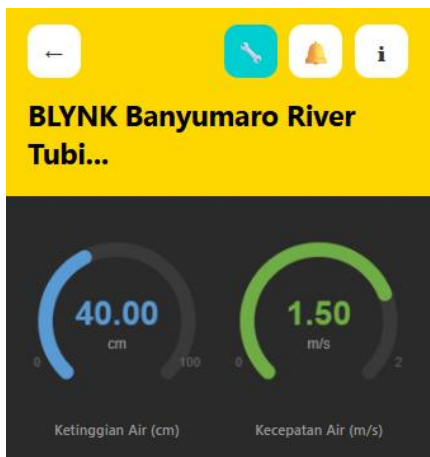 BLYNK Banyumaro River
Tubi...
40.00
cm
0
100
Ketinggian Air (cm)
1.50
m/s
0
2
Kecepatan Air (m/s)